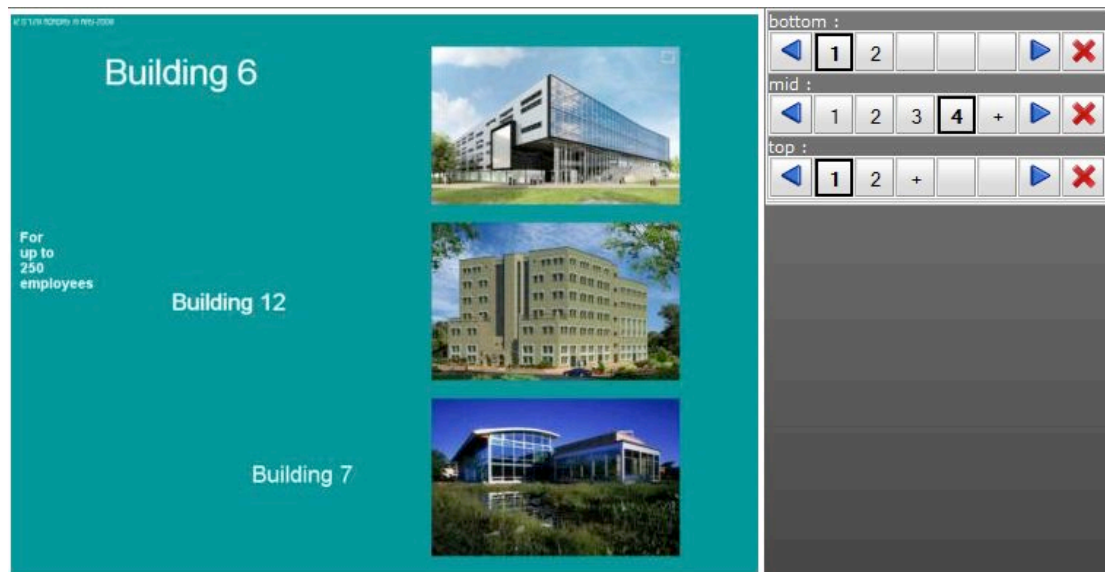 Building 6
For
up to
250
employees
Building 12
Building 7
bottom :
1 2
mid :
1 2 3 4 +
top :
1 2 +